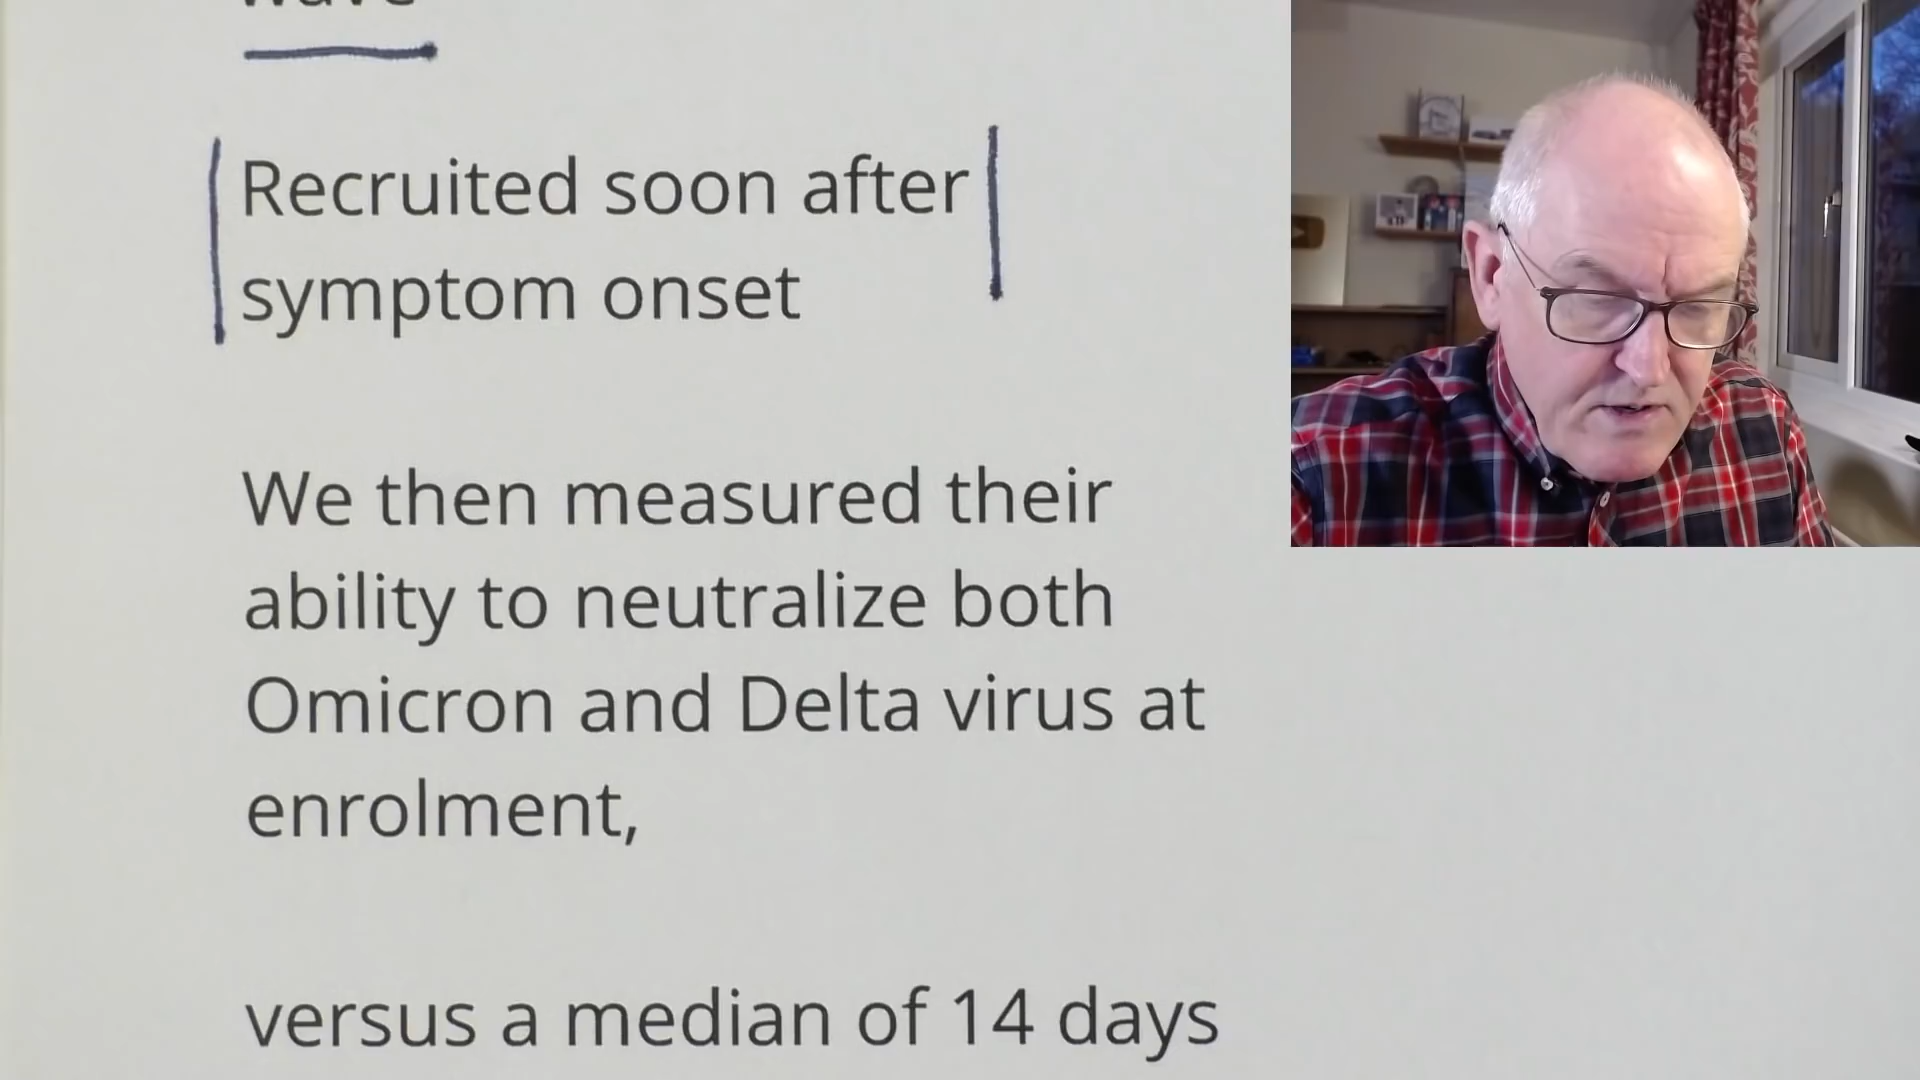 wave
Recruited soon after
symptom onset
We then measured their
ability to neutralize both
Omicron and Delta virus at
enrolment,
versus a median of 14 days